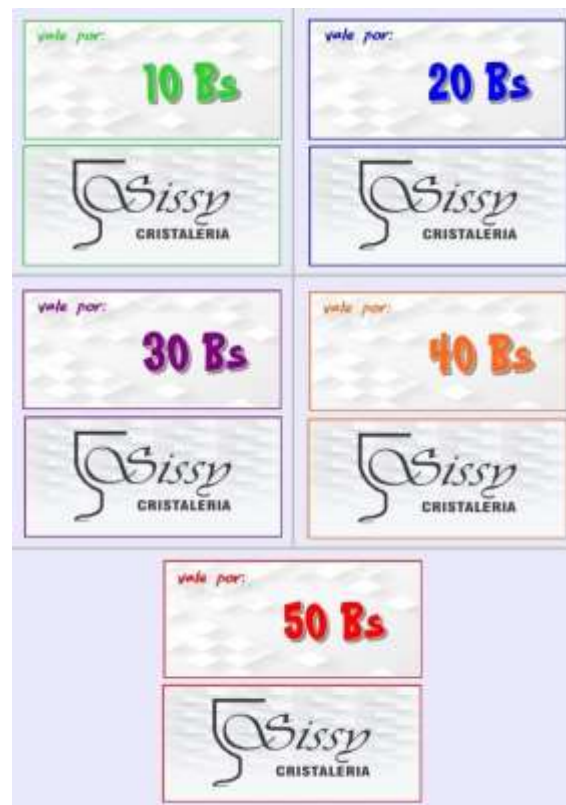 vale por:
10 Bs
Sissy
CRISTALERIA
vale por:
20 Bs
Sissy
CRISTALERIA
vale por:
30 Bs
Sissy
CRISTALERIA
vale por:
40 Bs
Sissy
CRISTALERIA
vale por:
50 Bs
Sissy
CRISTALERIA